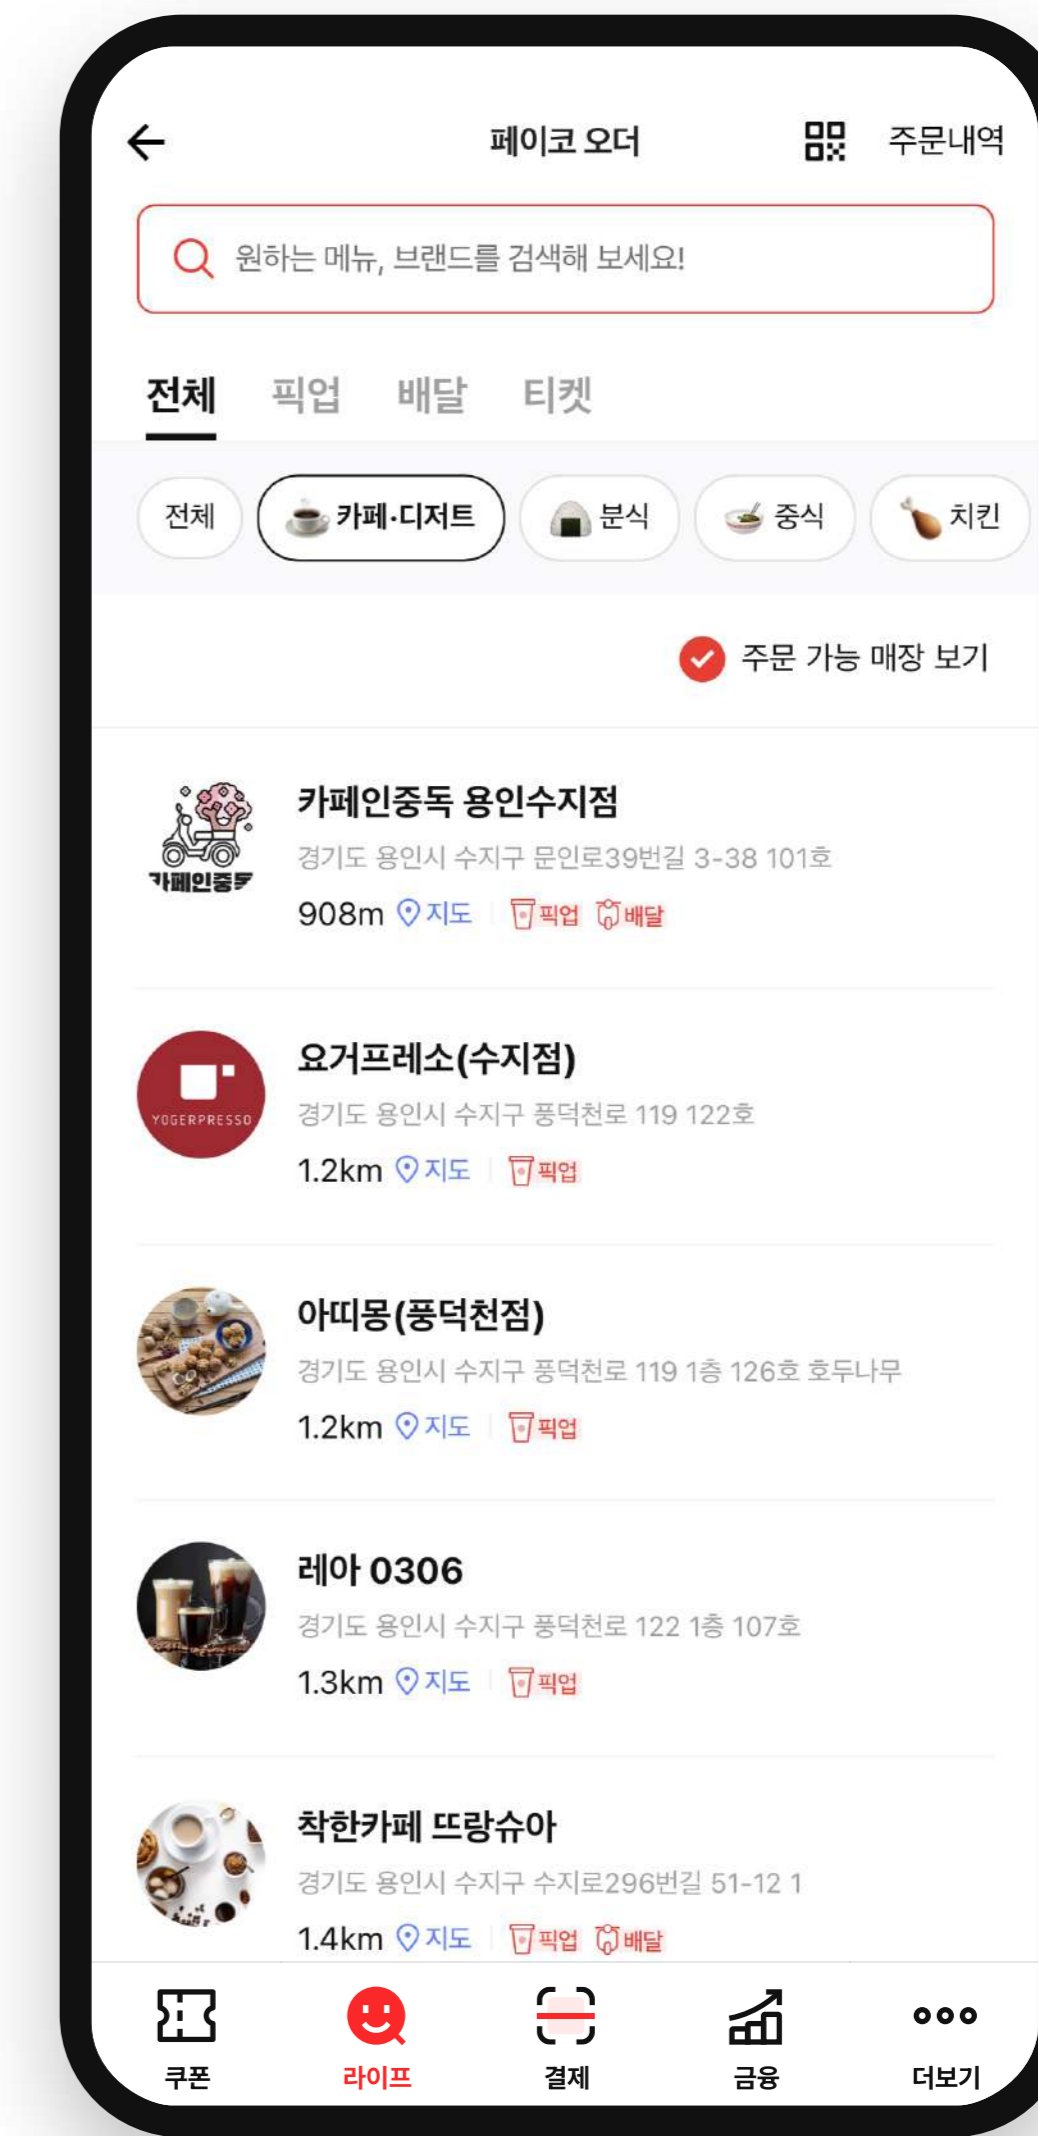 페이코 오더
주문내역
원하는 메뉴, 브랜드를 검색해 보세요!
전체 픽업 배달 티켓
전체 카페·디저트 분식 중식 치킨
주문 가능 매장 보기
카페인중독
카페인중독 용인수지점
경기도 용인시 수지구 문인로39번길 3-38 101호
908m 지도 픽업 배달
YOGERPRESSO
요거프레소(수지점)
경기도 용인시 수지구 풍덕천로 119 122호
1.2km 지도 픽업
아띠몽(풍덕천점)
경기도 용인시 수지구 풍덕천로 119 1층 126호 호두나무
1.2km 지도 픽업
레아 0306
경기도 용인시 수지구 풍덕천로 122 1층 107호
1.3km 지도 픽업
착한카페 뜨랑슈아
경기도 용인시 수지구 수지로296번길 51-12 1
1.4km 지도 픽업 배달
쿠폰 라이프 결제 금융 더보기